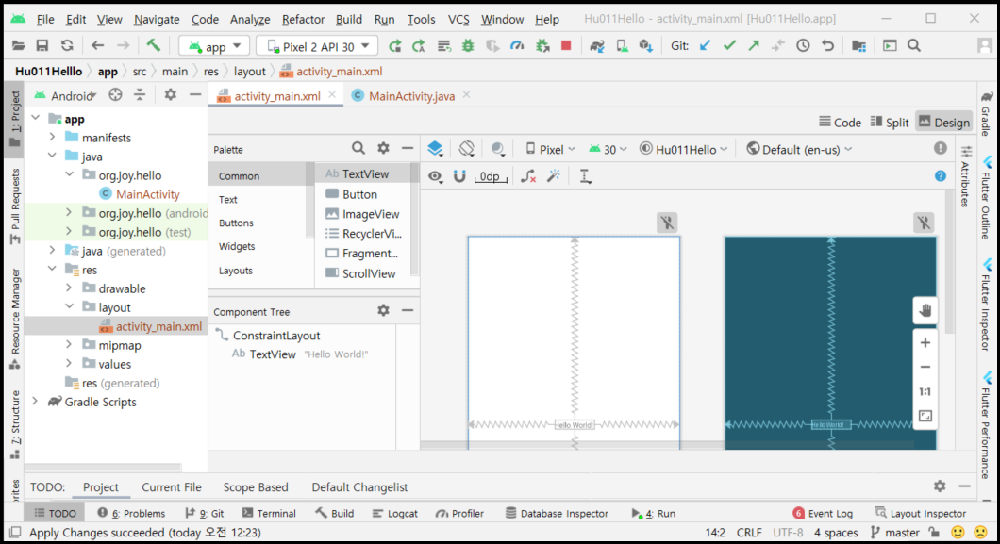 File Edit View Navigate Code Analyze Refactor Build Run Tools VCS Window Help Hu011Hello - activity_main.xml [Hu011Hello.app]
app Pixel 2 API 30 Git:
Hu011Helllo app src main res layout activity_main.xml
1: Project
Pull Requests
Resource Manager
7: Structure
Android
app
manifests
java
org.joy.hello
MainActivity
org.joy.hello (android
org.joy.hello (test)
java (generated)
res
drawable
layout
activity_main.xml
mipmap
values
res (generated)
Gradle Scripts
activity_main.xml MainActivity.java
Code Split Design
Palette
Common
Text
Buttons
Widgets
Layouts
Ab TextView
Button
ImageView
RecyclerVi...
Fragment...
ScrollView
Component Tree
ConstraintLayout
Ab TextView "Hello World!"
Pixel 30 Hu011Hello Default (en-us)
0dp
Hello World!
Hello World!
1:1
Attributes
Gradle
Flutter Outline
Flutter Inspector
Flutter Performance
TODO: Project Current File Scope Based Default Changelist
TODO 6: Problems 9: Git Terminal Build Logcat Profiler Database Inspector 4: Run 6 Event Log Layout Inspector
Apply Changes succeeded (today 오전 12:23) 14:2 CRLF UTF-8 4 spaces master